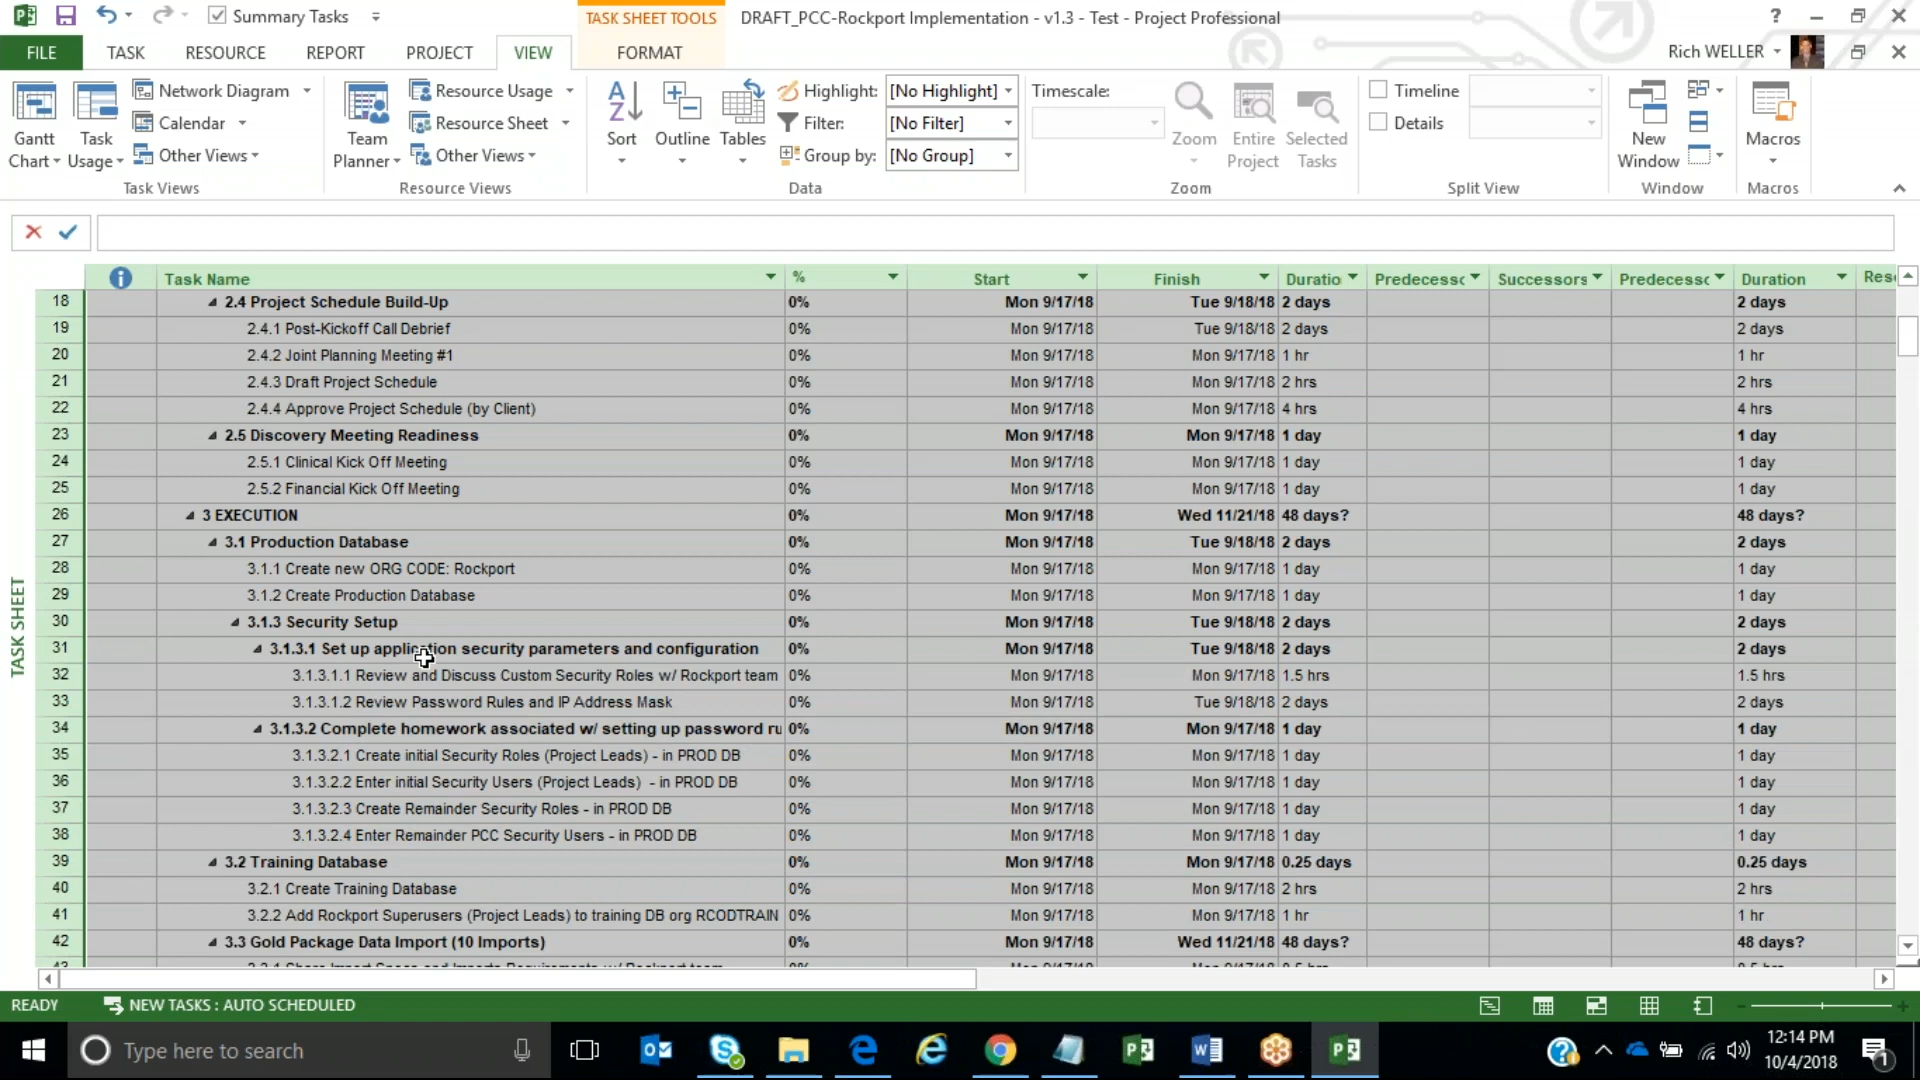 Summary Tasks
TASK SHEET TOOLS
DRAFT_PCC-Rockport Implementation - v1.3 - Test - Project Professional
FILE TASK RESOURCE REPORT PROJECT VIEW FORMAT
Rich WELLER
Gantt Chart
Task Usage
Network Diagram
Calendar
Other Views
Task Views
Team Planner
Resource Usage
Resource Sheet
Other Views
Resource Views
Sort
Outline
Tables
Highlight: [No Highlight]
Filter: [No Filter]
Group by: [No Group]
Data
Timescale:
Zoom
Entire Project
Selected Tasks
Zoom
Timeline
Details
Split View
New Window
Window
Macros
Macros
Task Name % Start Finish Duratio Predecessc Successors Predecessc Duration Res
18 2.4 Project Schedule Build-Up 0% Mon 9/17/18 Tue 9/18/18 2 days 2 days
19 2.4.1 Post-Kickoff Call Debrief 0% Mon 9/17/18 Tue 9/18/18 2 days 2 days
20 2.4.2 Joint Planning Meeting #1 0% Mon 9/17/18 Mon 9/17/18 1 hr 1 hr
21 2.4.3 Draft Project Schedule 0% Mon 9/17/18 Mon 9/17/18 2 hrs 2 hrs
22 2.4.4 Approve Project Schedule (by Client) 0% Mon 9/17/18 Mon 9/17/18 4 hrs 4 hrs
23 2.5 Discovery Meeting Readiness 0% Mon 9/17/18 Mon 9/17/18 1 day 1 day
24 2.5.1 Clinical Kick Off Meeting 0% Mon 9/17/18 Mon 9/17/18 1 day 1 day
25 2.5.2 Financial Kick Off Meeting 0% Mon 9/17/18 Mon 9/17/18 1 day 1 day
26 3 EXECUTION 0% Mon 9/17/18 Wed 11/21/18 48 days? 48 days?
27 3.1 Production Database 0% Mon 9/17/18 Tue 9/18/18 2 days 2 days
28 3.1.1 Create new ORG CODE: Rockport 0% Mon 9/17/18 Mon 9/17/18 1 day 1 day
29 3.1.2 Create Production Database 0% Mon 9/17/18 Mon 9/17/18 1 day 1 day
30 3.1.3 Security Setup 0% Mon 9/17/18 Tue 9/18/18 2 days 2 days
31 3.1.3.1 Set up application security parameters and configuration 0% Mon 9/17/18 Tue 9/18/18 2 days 2 days
32 3.1.3.1.1 Review and Discuss Custom Security Roles w/ Rockport team 0% Mon 9/17/18 Mon 9/17/18 1.5 hrs 1.5 hrs
33 3.1.3.1.2 Review Password Rules and IP Address Mask 0% Mon 9/17/18 Tue 9/18/18 2 days 2 days
34 3.1.3.2 Complete homework associated w/ setting up password ru 0% Mon 9/17/18 Mon 9/17/18 1 day 1 day
35 3.1.3.2.1 Create initial Security Roles (Project Leads) - in PROD DB 0% Mon 9/17/18 Mon 9/17/18 1 day 1 day
36 3.1.3.2.2 Enter initial Security Users (Project Leads) - in PROD DB 0% Mon 9/17/18 Mon 9/17/18 1 day 1 day
37 3.1.3.2.3 Create Remainder Security Roles - in PROD DB 0% Mon 9/17/18 Mon 9/17/18 1 day 1 day
38 3.1.3.2.4 Enter Remainder PCC Security Users - in PROD DB 0% Mon 9/17/18 Mon 9/17/18 1 day 1 day
39 3.2 Training Database 0% Mon 9/17/18 Mon 9/17/18 0.25 days 0.25 days
40 3.2.1 Create Training Database 0% Mon 9/17/18 Mon 9/17/18 2 hrs 2 hrs
41 3.2.2 Add Rockport Superusers (Project Leads) to training DB org RCODTRAIN 0% Mon 9/17/18 Mon 9/17/18 1 hr 1 hr
42 3.3 Gold Package Data Import (10 Imports) 0% Mon 9/17/18 Wed 11/21/18 48 days? 48 days?
TASK SHEET
READY NEW TASKS : AUTO SCHEDULED
Type here to search
12:14 PM
10/4/2018
1